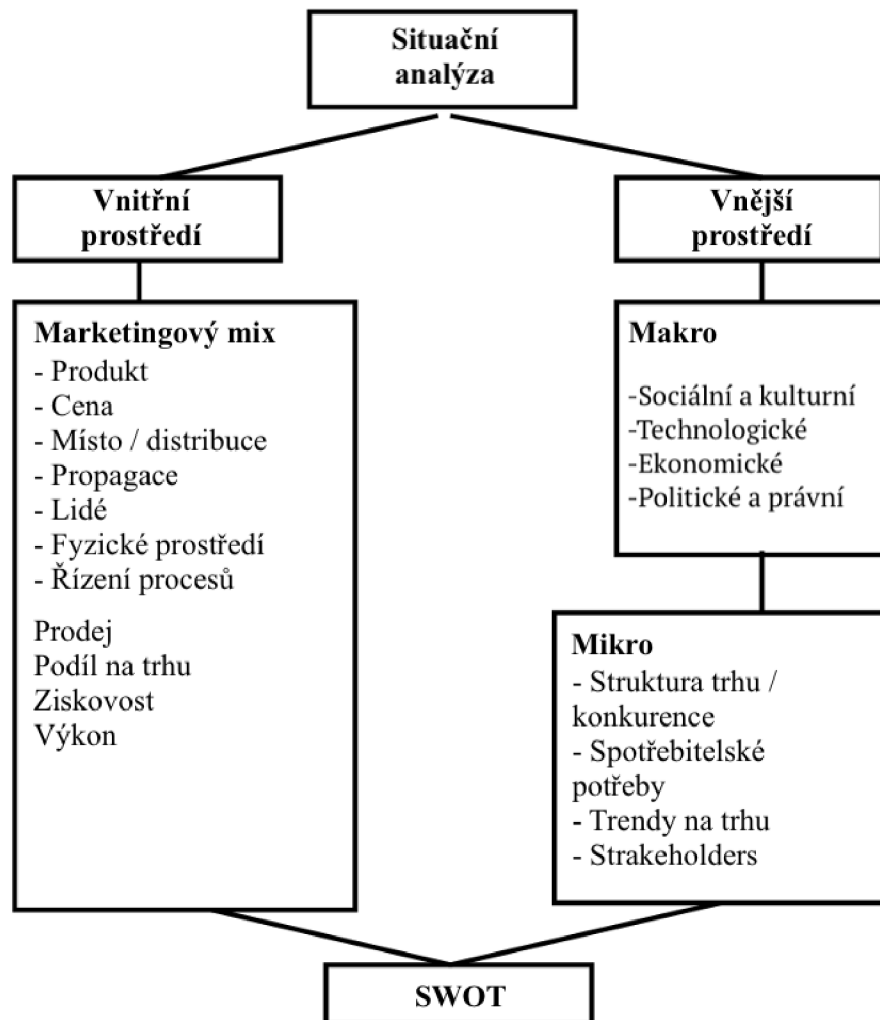 Situační
analýza
Vnitřní
prostředí
Vnější
prostředí
Marketingový mix
- Produkt
- Cena
- Místo / distribuce
- Propagace
- Lidé
- Fyzické prostředí
- Řízení procesů
Prodej
Podíl na trhu
Ziskovost
Výkon
Makro
-Sociální a kulturní
-Technologické
-Ekonomické
-Politické a právní
Mikro
- Struktura trhu /
konkurence
- Spotřebitelské
potřeby
- Trendy na trhu
- Strakeholders
SWOT